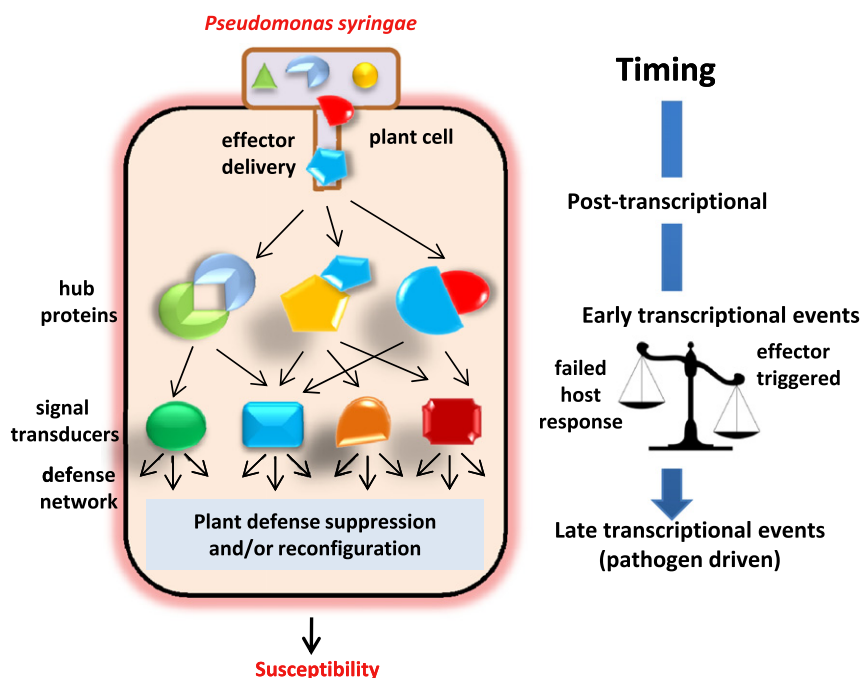 Pseudomonas syringae
effector
delivery
plant cell
hub
proteins
signal
transducers
defense
network
Plant defense suppression
and/or reconfiguration
Susceptibility
Timing
Post-transcriptional
Early transcriptional events
failed
host
response
effector
triggered
Late transcriptional events
(pathogen driven)